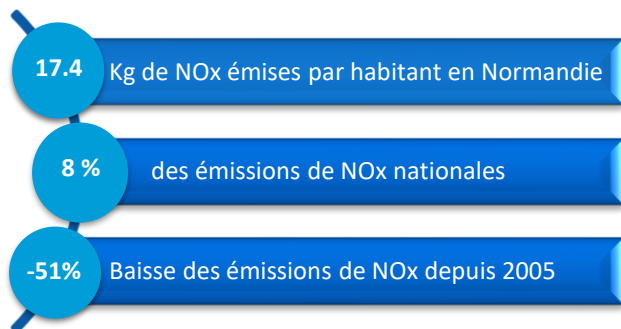 17.4 Kg de NOx émises par habitant en Normandie
8 % des émissions de NOx nationales
-51% Baisse des émissions de NOx depuis 2005